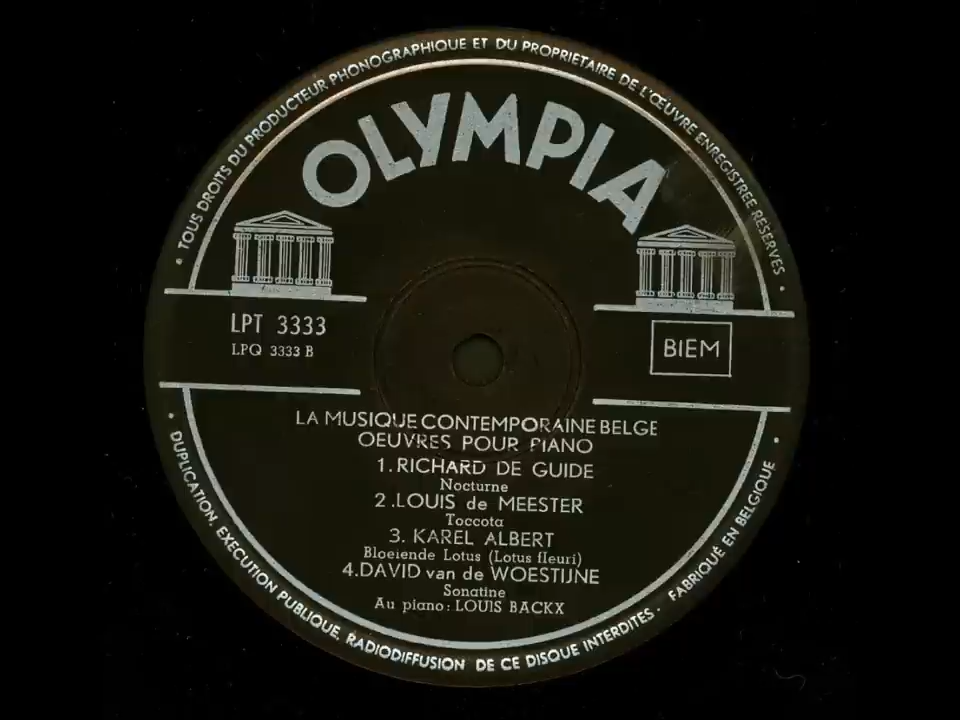 • TOUS DROITS DU PRODUCTEUR PHONOGRAPHIQUE ET DU PROPRIETAIRE DE L'ŒUVRE ENREGISTREE RESERVES •
OLYMPIA
LPT 3333
LPQ 3333 B
BIEM
LA MUSIQUE CONTEMPORAINE BELGE
OEUVRES POUR PIANO
1. RICHARD DE GUIDE
Nocturne
2. LOUIS de MEESTER
Toccota
3. KAREL ALBERT
Bloeiende Lotus (Lotus fleuri)
4. DAVID van de WOESTIJNE
Sonatine
Au piano: LOUIS BACKX
• DUPLICATION, EXECUTION PUBLIQUE, RADIODIFFUSION DE CE DISQUE INTERDITES. FABRIQUÉ EN BELGIQUE •